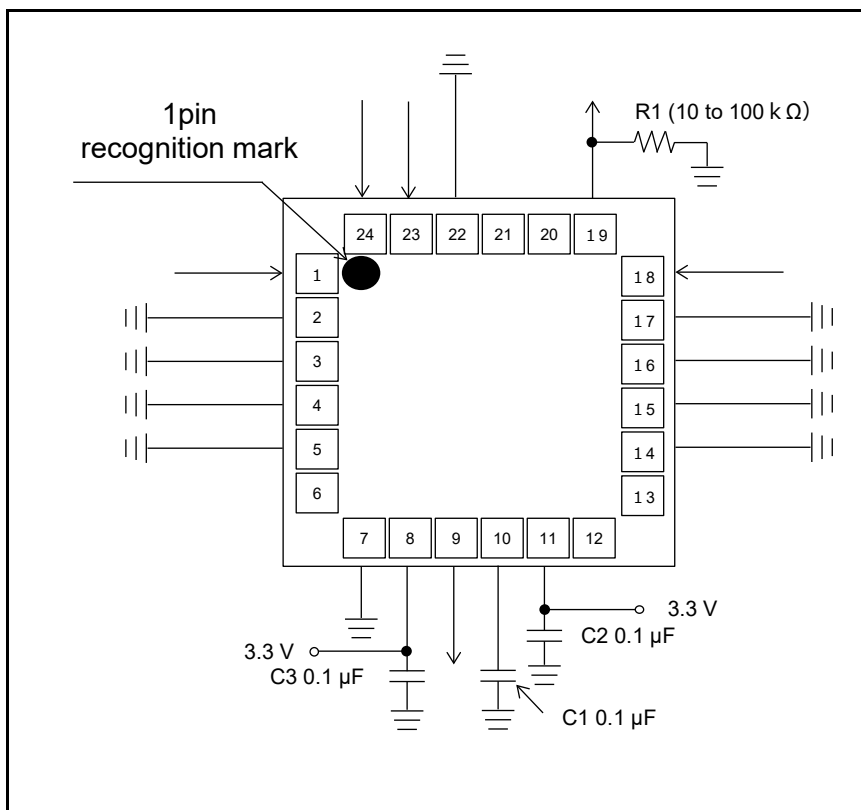 1pin
recognition mark
R1 (10 to 100 k Ω)
24 23 22 21 20 19
1 18
2 17
3 16
4 15
5 14
6 13
7 8 9 10 11 12
3.3 V
C2 0.1 μF
3.3 V
C3 0.1 μF
C1 0.1 μF